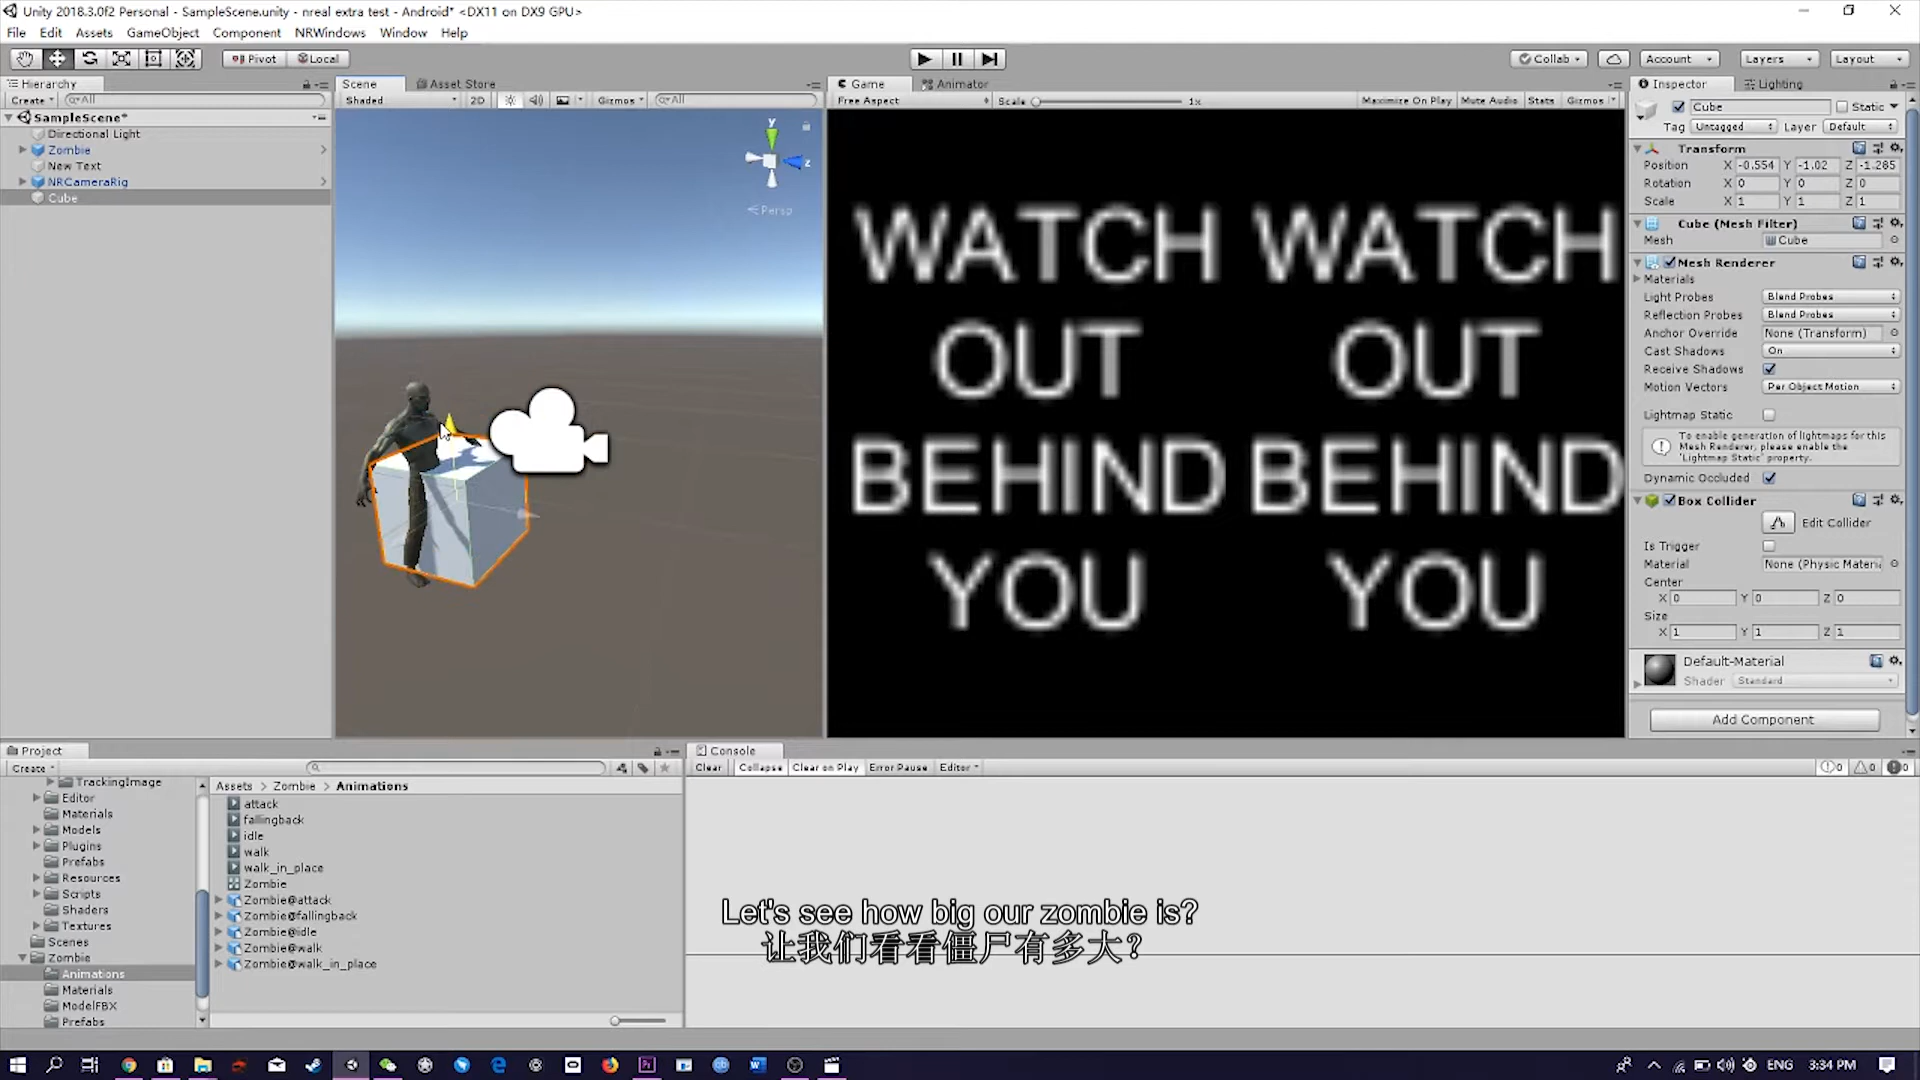 Unity 2018.3.0f2 Personal - SampleScene.unity - nreal extra test - Android* <DX11 on DX9 GPU>
File Edit Assets GameObject Component NRWindows Window Help
Pivot Local Collab Account Layers Layout
Hierarchy
Create All
SampleScene*
Directional Light
Zombie
New Text
NRCameraRig
Cube
Scene Asset Store
Shaded 2D Gizmos All
y
z
Persp
Game Animator
Free Aspect Scale 1x Maximize On Play Mute Audio Stats Gizmos
WATCH WATCH
OUT OUT
BEHIND BEHIND
YOU YOU
Inspector Lighting
Cube Static
Tag Untagged Layer Default
Transform
Position X -0.554 Y -1.02 Z -1.285
Rotation X 0 Y 0 Z 0
Scale X 1 Y 1 Z 1
Cube (Mesh Filter)
Mesh Cube
Mesh Renderer
Materials
Light Probes Blend Probes
Reflection Probes Blend Probes
Anchor Override None (Transform)
Cast Shadows On
Receive Shadows
Motion Vectors Per Object Motion
Lightmap Static
To enable generation of lightmaps for this
Mesh Renderer, please enable the
'Lightmap Static' property.
Dynamic Occluded
Box Collider
Edit Collider
Is Trigger
Material None (Physic Materi
Center
X 0 Y 0 Z 0
Size
X 1 Y 1 Z 1
Default-Material
Shader Standard
Add Component
Project
Create
TrackingImage
Editor
Materials
Models
Plugins
Prefabs
Resources
Scripts
Shaders
Textures
Scenes
Zombie
Animations
Materials
ModelFBX
Prefabs
Assets > Zombie > Animations
attack
fallingback
idle
walk
walk_in_place
Zombie
Zombie@attack
Zombie@fallingback
Zombie@idle
Zombie@walk
Zombie@walk_in_place
Console
Clear Collapse Clear on Play Error Pause Editor 0 0 0
Let's see how big our zombie is?
让我们看看僵尸有多大?
ENG 3:34 PM